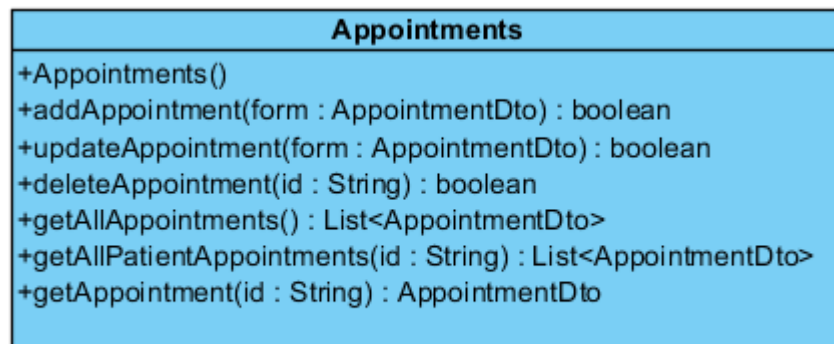 Appointments
+Appointments()
+addAppointment(form : AppointmentDto) : boolean
+updateAppointment(form : AppointmentDto) : boolean
+deleteAppointment(id : String) : boolean
+getAllAppointments() : List<AppointmentDto>
+getAllPatientAppointments(id : String) : List<AppointmentDto>
+getAppointment(id : String) : AppointmentDto